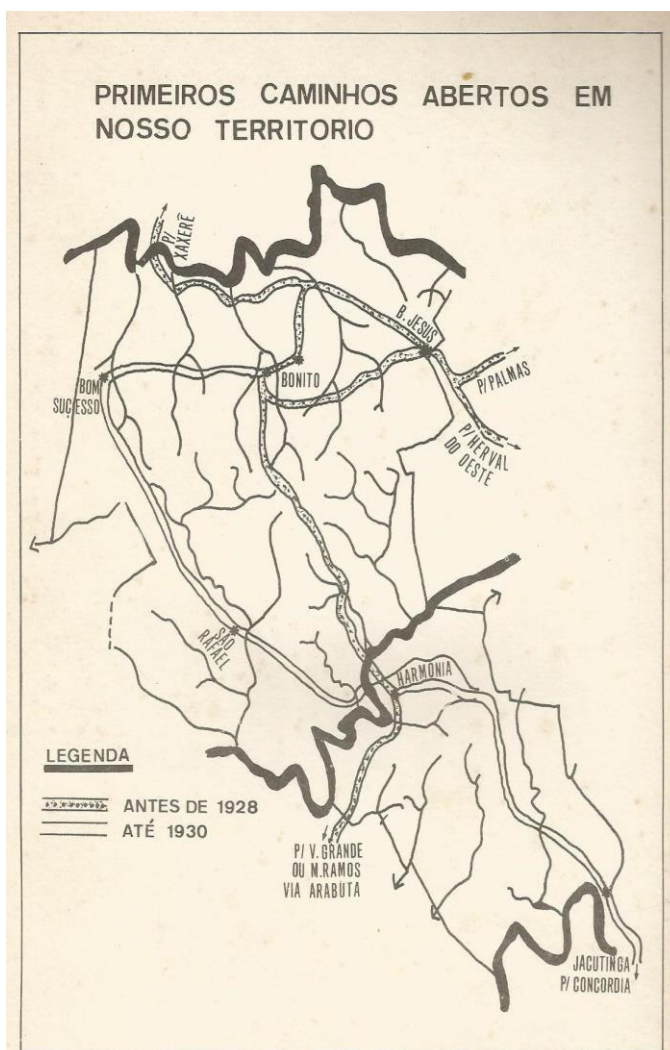 PRIMEIROS CAMINHOS ABERTOS EM
NOSSO TERRITORIO
P/
XAXERÊ
B. JESUS
BONITO
P/ PALMAS
BOM
SUÇESSO
P/ HERVAL
DO OESTE
SÃO
RAFAEL
HARMONIA
LEGENDA
ANTES DE 1928
ATÉ 1930
P/ V. GRANDE
OU M. RAMOS
VIA ARABUTA
JACUTINGA
P/ CONCORDIA